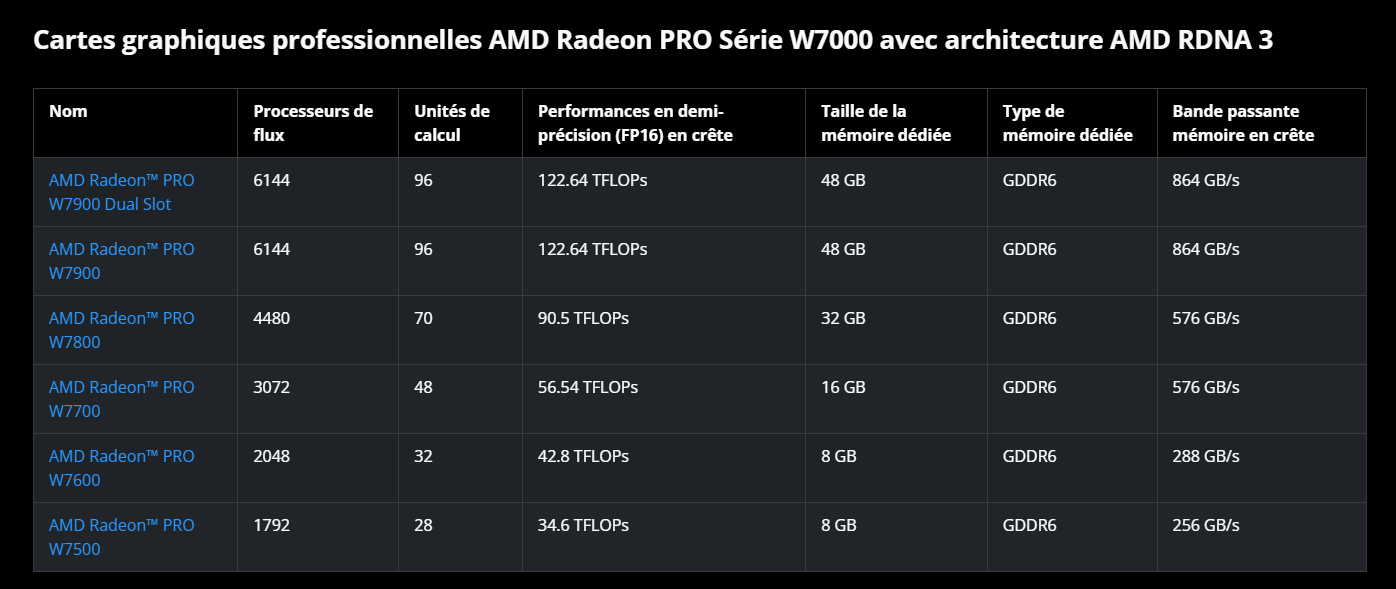 Cartes graphiques professionnelles AMD Radeon PRO Série W7000 avec architecture AMD RDNA 3
Nom Processeurs de flux Unités de calcul Performances en demi-précision (FP16) en crête Taille de la mémoire dédiée Type de mémoire dédiée Bande passante mémoire en crête
AMD Radeon™ PRO W7900 Dual Slot 6144 96 122.64 TFLOPs 48 GB GDDR6 864 GB/s
AMD Radeon™ PRO W7900 6144 96 122.64 TFLOPs 48 GB GDDR6 864 GB/s
AMD Radeon™ PRO W7800 4480 70 90.5 TFLOPs 32 GB GDDR6 576 GB/s
AMD Radeon™ PRO W7700 3072 48 56.54 TFLOPs 16 GB GDDR6 576 GB/s
AMD Radeon™ PRO W7600 2048 32 42.8 TFLOPs 8 GB GDDR6 288 GB/s
AMD Radeon™ PRO W7500 1792 28 34.6 TFLOPs 8 GB GDDR6 256 GB/s